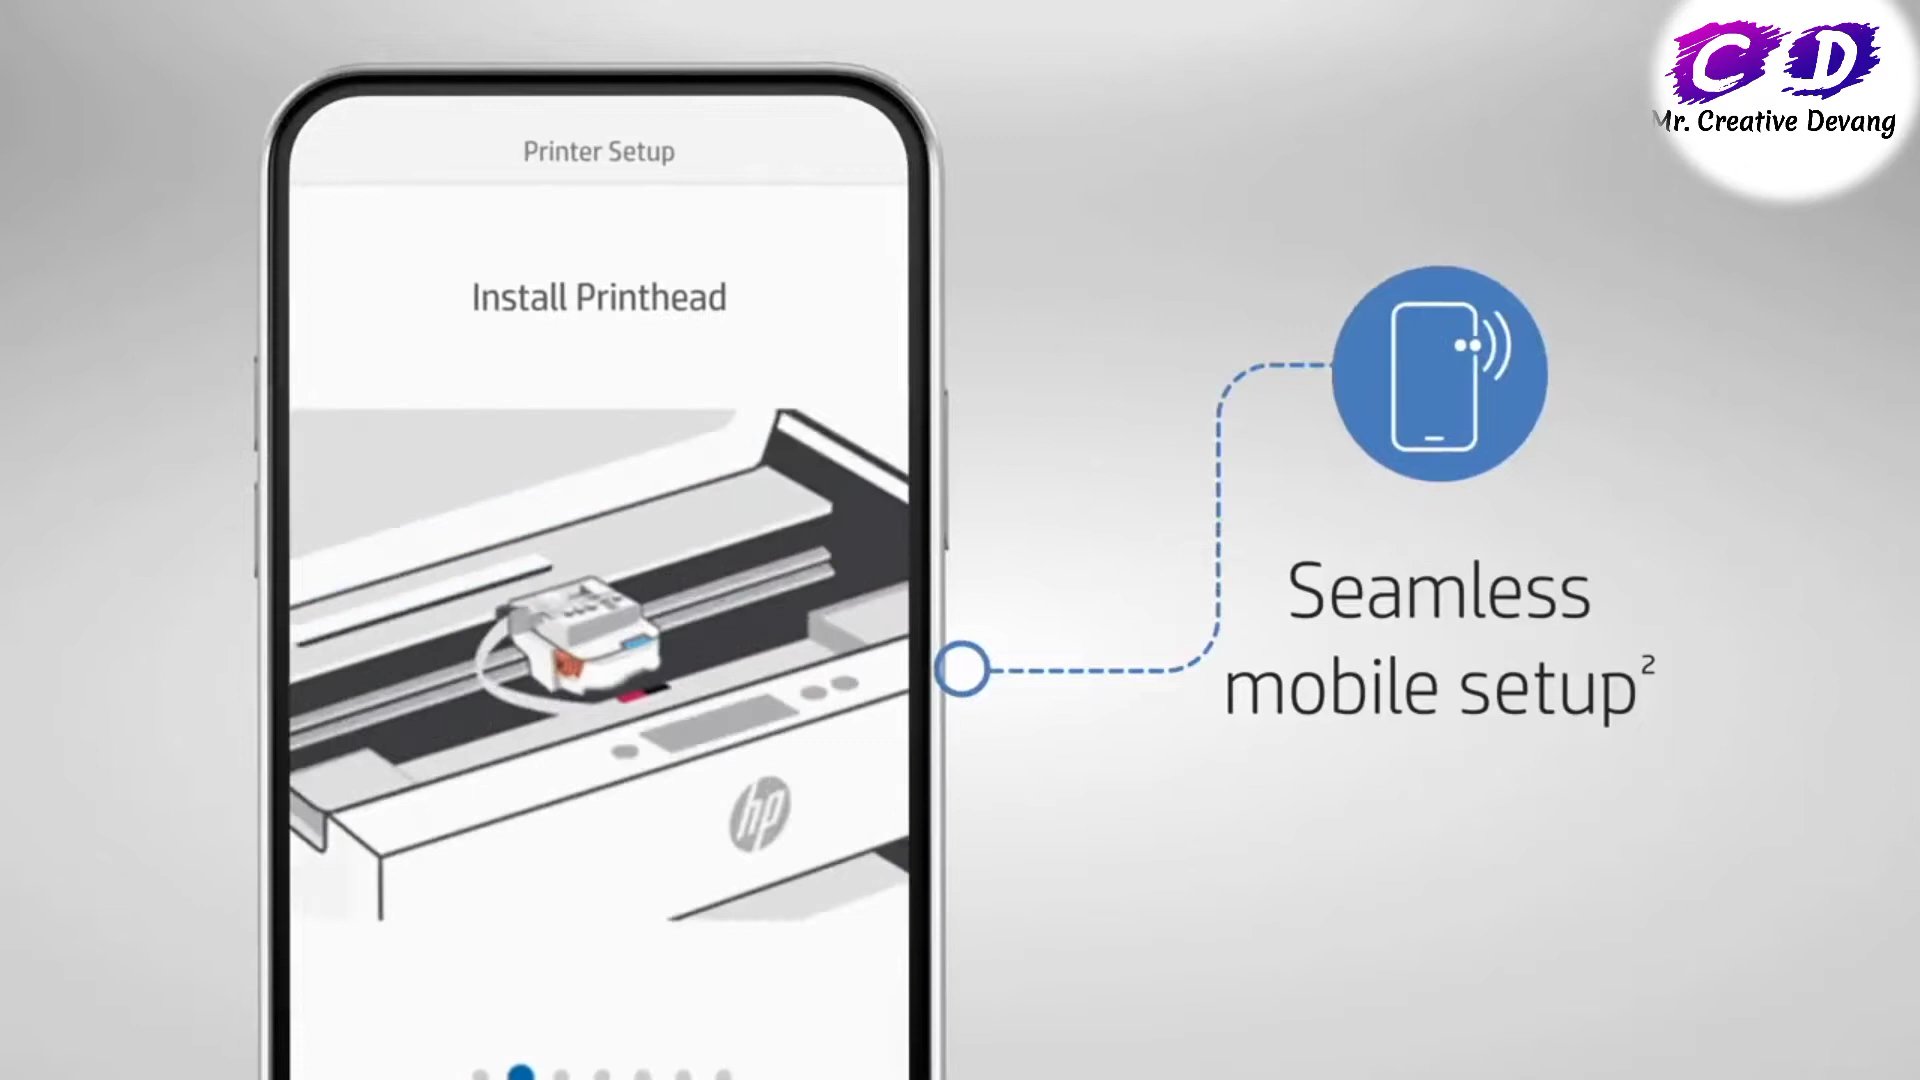 C D
Mr. Creative Devang
Printer Setup
Install Printhead
hp
Seamless
mobile setup²